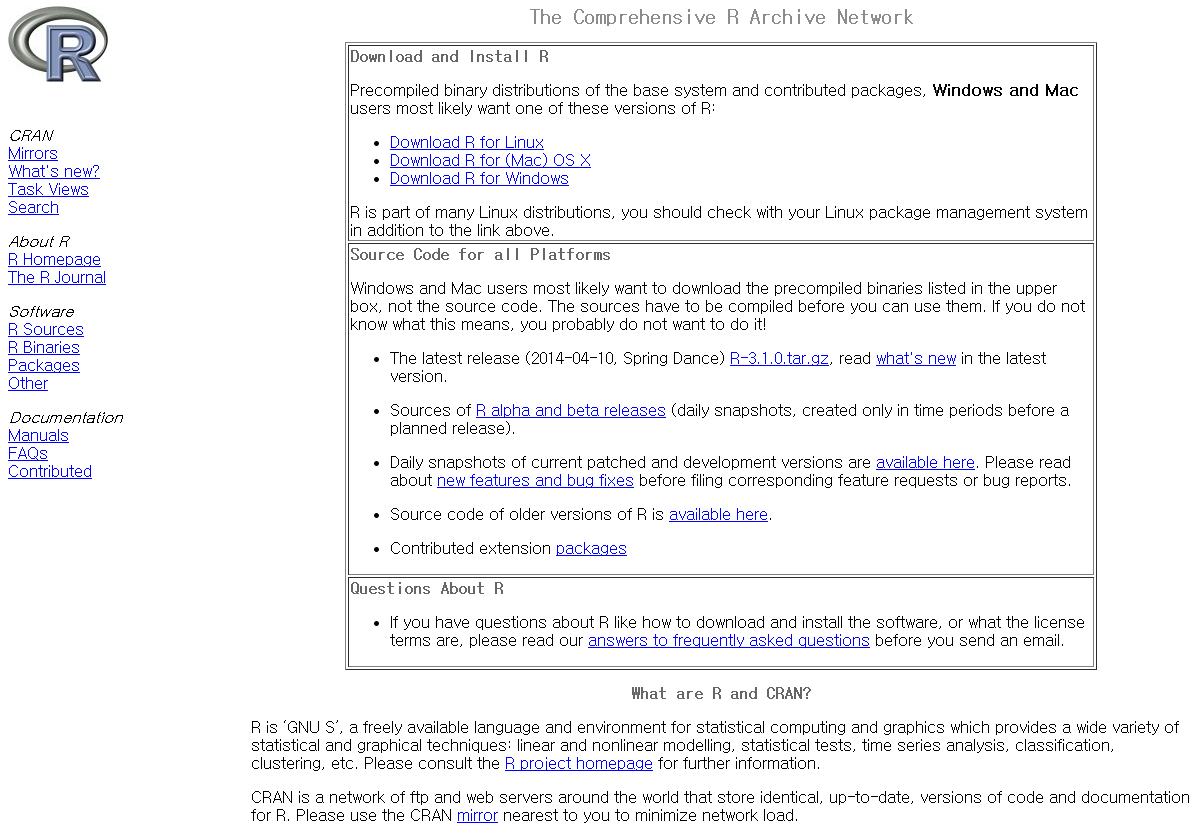 R
CRAN
Mirrors
What's new?
Task Views
Search
About R
R Homepage
The R Journal
Software
R Sources
R Binaries
Packages
Other
Documentation
Manuals
FAQs
Contributed
The Comprehensive R Archive Network
Download and Install R
Precompiled binary distributions of the base system and contributed packages, Windows and Mac
users most likely want one of these versions of R:
• Download R for Linux
• Download R for (Mac) OS X
• Download R for Windows
R is part of many Linux distributions, you should check with your Linux package management system
in addition to the link above.
Source Code for all Platforms
Windows and Mac users most likely want to download the precompiled binaries listed in the upper
box, not the source code. The sources have to be compiled before you can use them. If you do not
know what this means, you probably do not want to do it!
• The latest release (2014-04-10, Spring Dance) R-3.1.0.tar.gz, read what's new in the latest
version.
• Sources of R alpha and beta releases (daily snapshots, created only in time periods before a
planned release).
• Daily snapshots of current patched and development versions are available here. Please read
about new features and bug fixes before filing corresponding feature requests or bug reports.
• Source code of older versions of R is available here.
• Contributed extension packages
Questions About R
• If you have questions about R like how to download and install the software, or what the license
terms are, please read our answers to frequently asked questions before you send an email.
What are R and CRAN?
R is ‘GNU S’, a freely available language and environment for statistical computing and graphics which provides a wide variety of
statistical and graphical techniques: linear and nonlinear modelling, statistical tests, time series analysis, classification,
clustering, etc. Please consult the R project homepage for further information.
CRAN is a network of ftp and web servers around the world that store identical, up-to-date, versions of code and documentation
for R. Please use the CRAN mirror nearest to you to minimize network load.